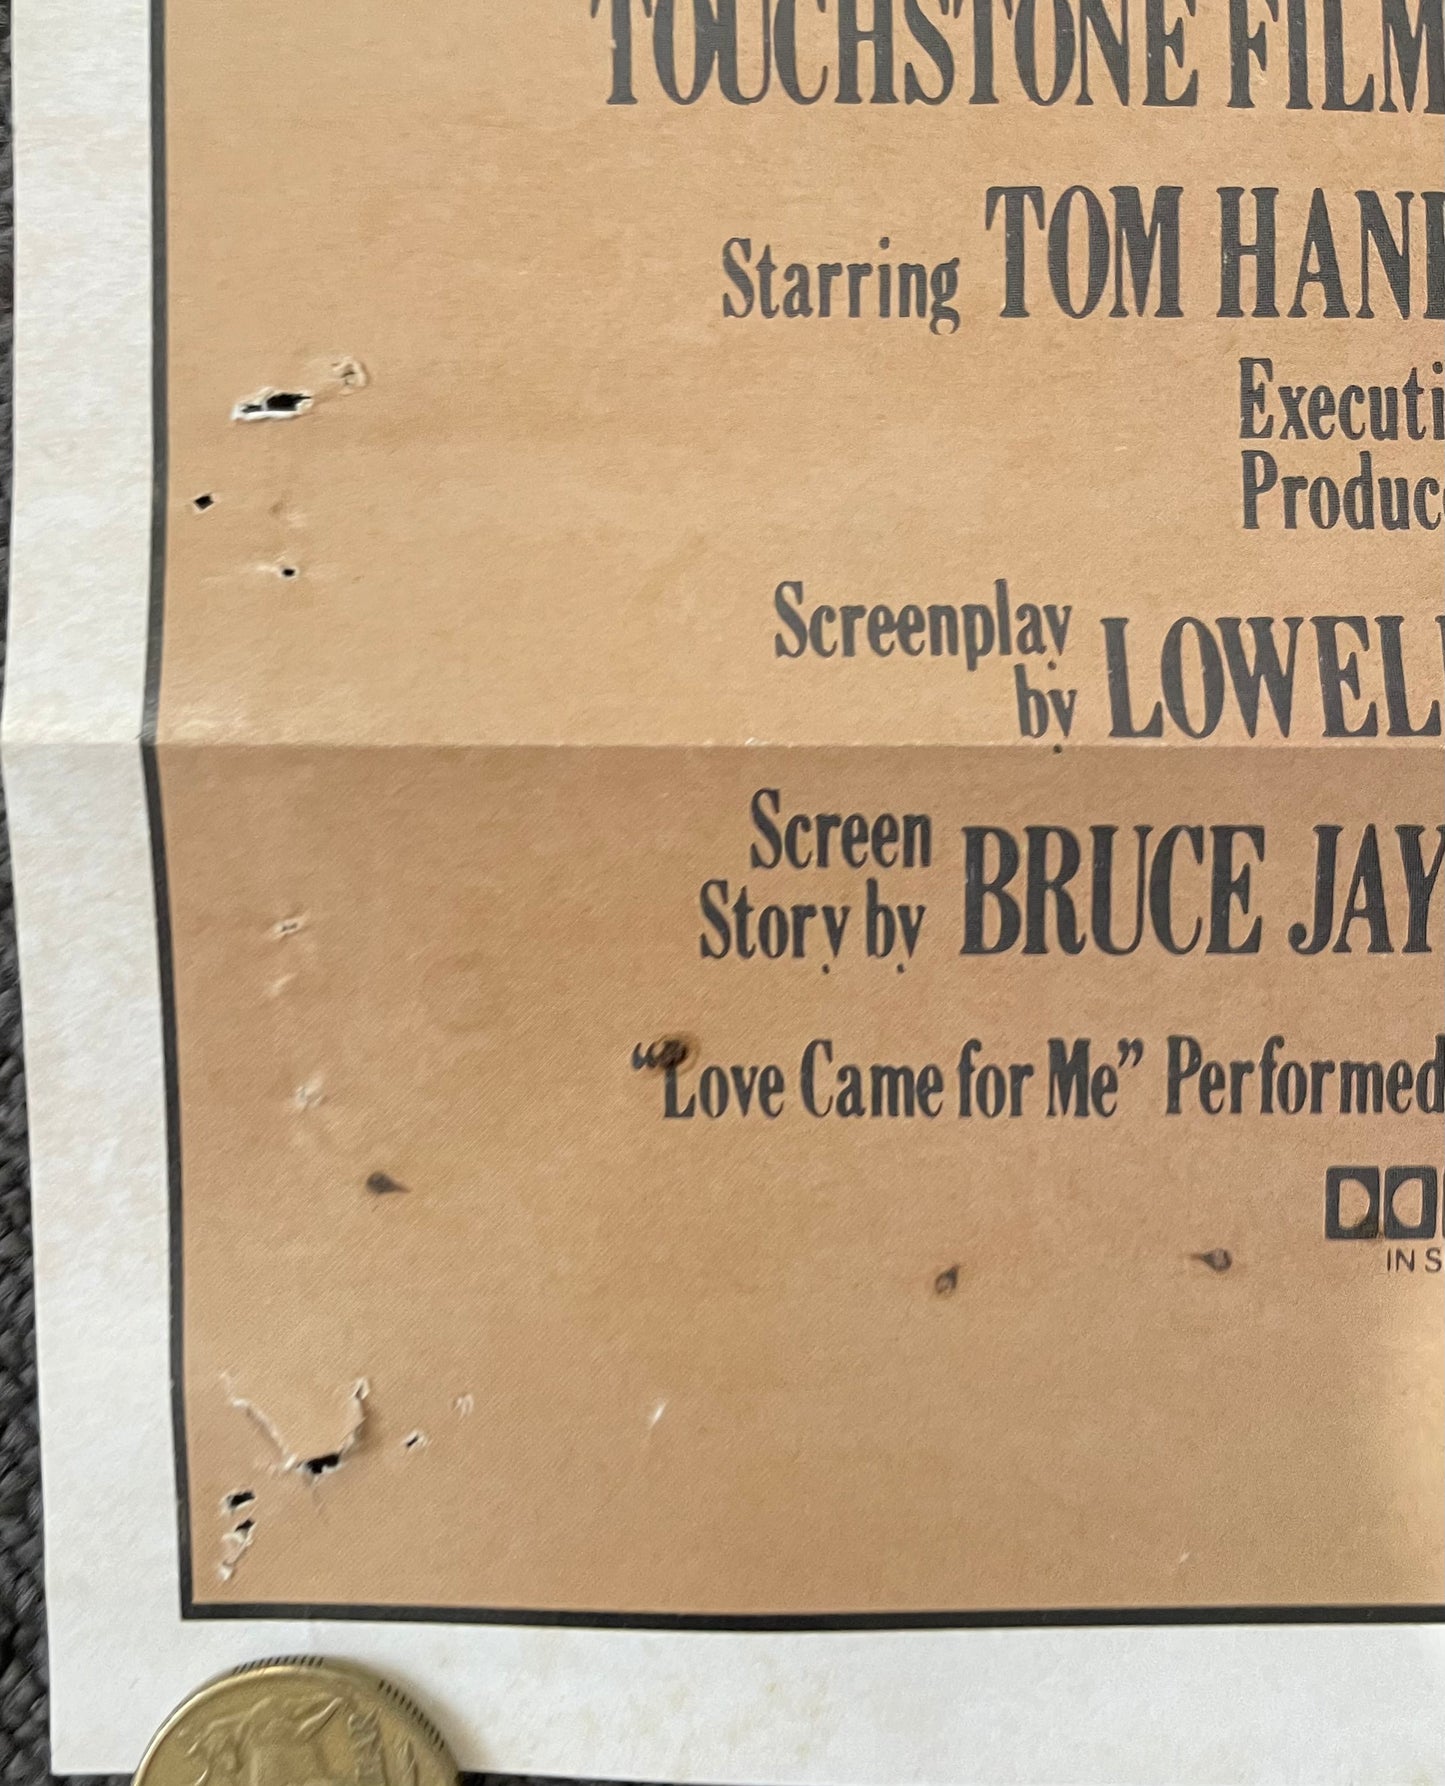 TOUCHSTONE FILM
Starring TOM HAN
Executi
Produc
Screenplay
by LOWEL
Screen
Story by BRUCE JAY
“Love Came for Me” Performed
IN S